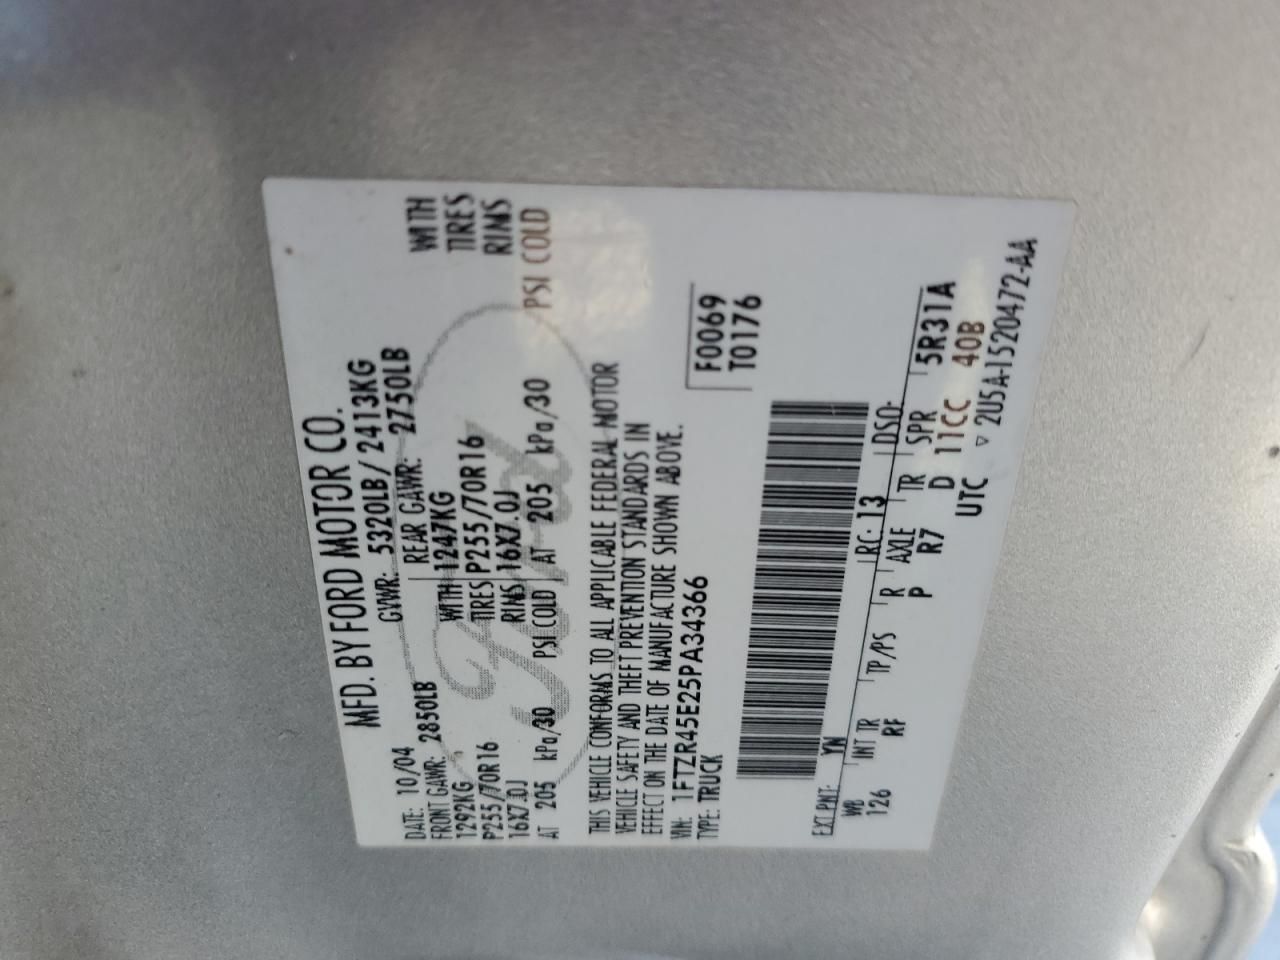 MFD. BY FORD MOTOR CO.
DATE: 10/04 GVWR: 5320LB/ 2413KG
FRONT GAWR: 2850LB REAR GAWR: 2750LB
1292KG WITH 1247KG WITH
P255/70R16 TIRES P255/70R16 TIRES
16X7.0J RIMS 16X7.0J RIMS
AT 205 kPa/30 PSI COLD AT 205 kPa/30 PSI COLD
THIS VEHICLE CONFORMS TO ALL APPLICABLE FEDERAL MOTOR
VEHICLE SAFETY AND THEFT PREVENTION STANDARDS IN
EFFECT ON THE DATE OF MANUFACTURE SHOWN ABOVE.
VIN: 1FTZR45E25PA34366 F0069
TYPE: TRUCK T0176
EXT PNT: YN RC: 13 DSO:
WB INT TR TP/PS R AXLE TR SPR 5R31A
126 RF P R7 D 11CC 40B
UTC ▽ 2U5A-1520472-AA
Ford